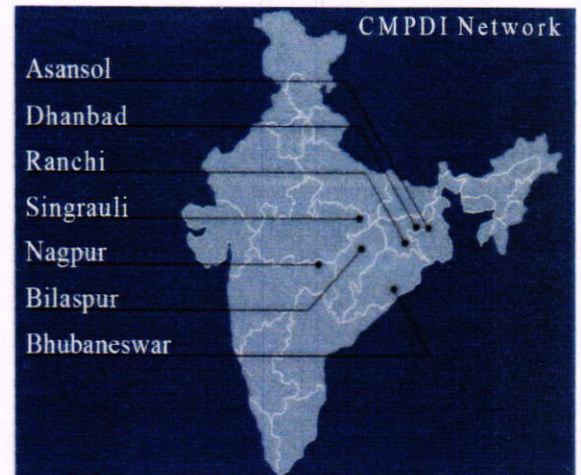 CMPDI Network
Asansol
Dhanbad
Ranchi
Singrauli
Nagpur
Bilaspur
Bhubaneswar